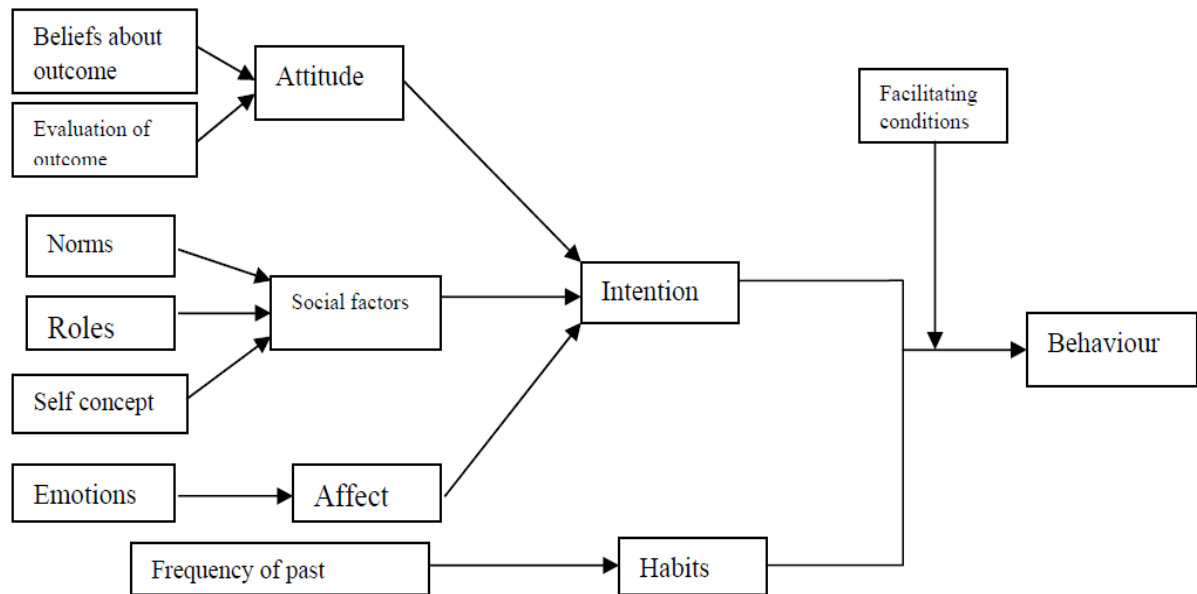 Beliefs about
outcome
Attitude
Evaluation of
outcome
Facilitating
conditions
Norms
Roles
Self concept
Social factors
Intention
Behaviour
Emotions
Affect
Frequency of past
Habits